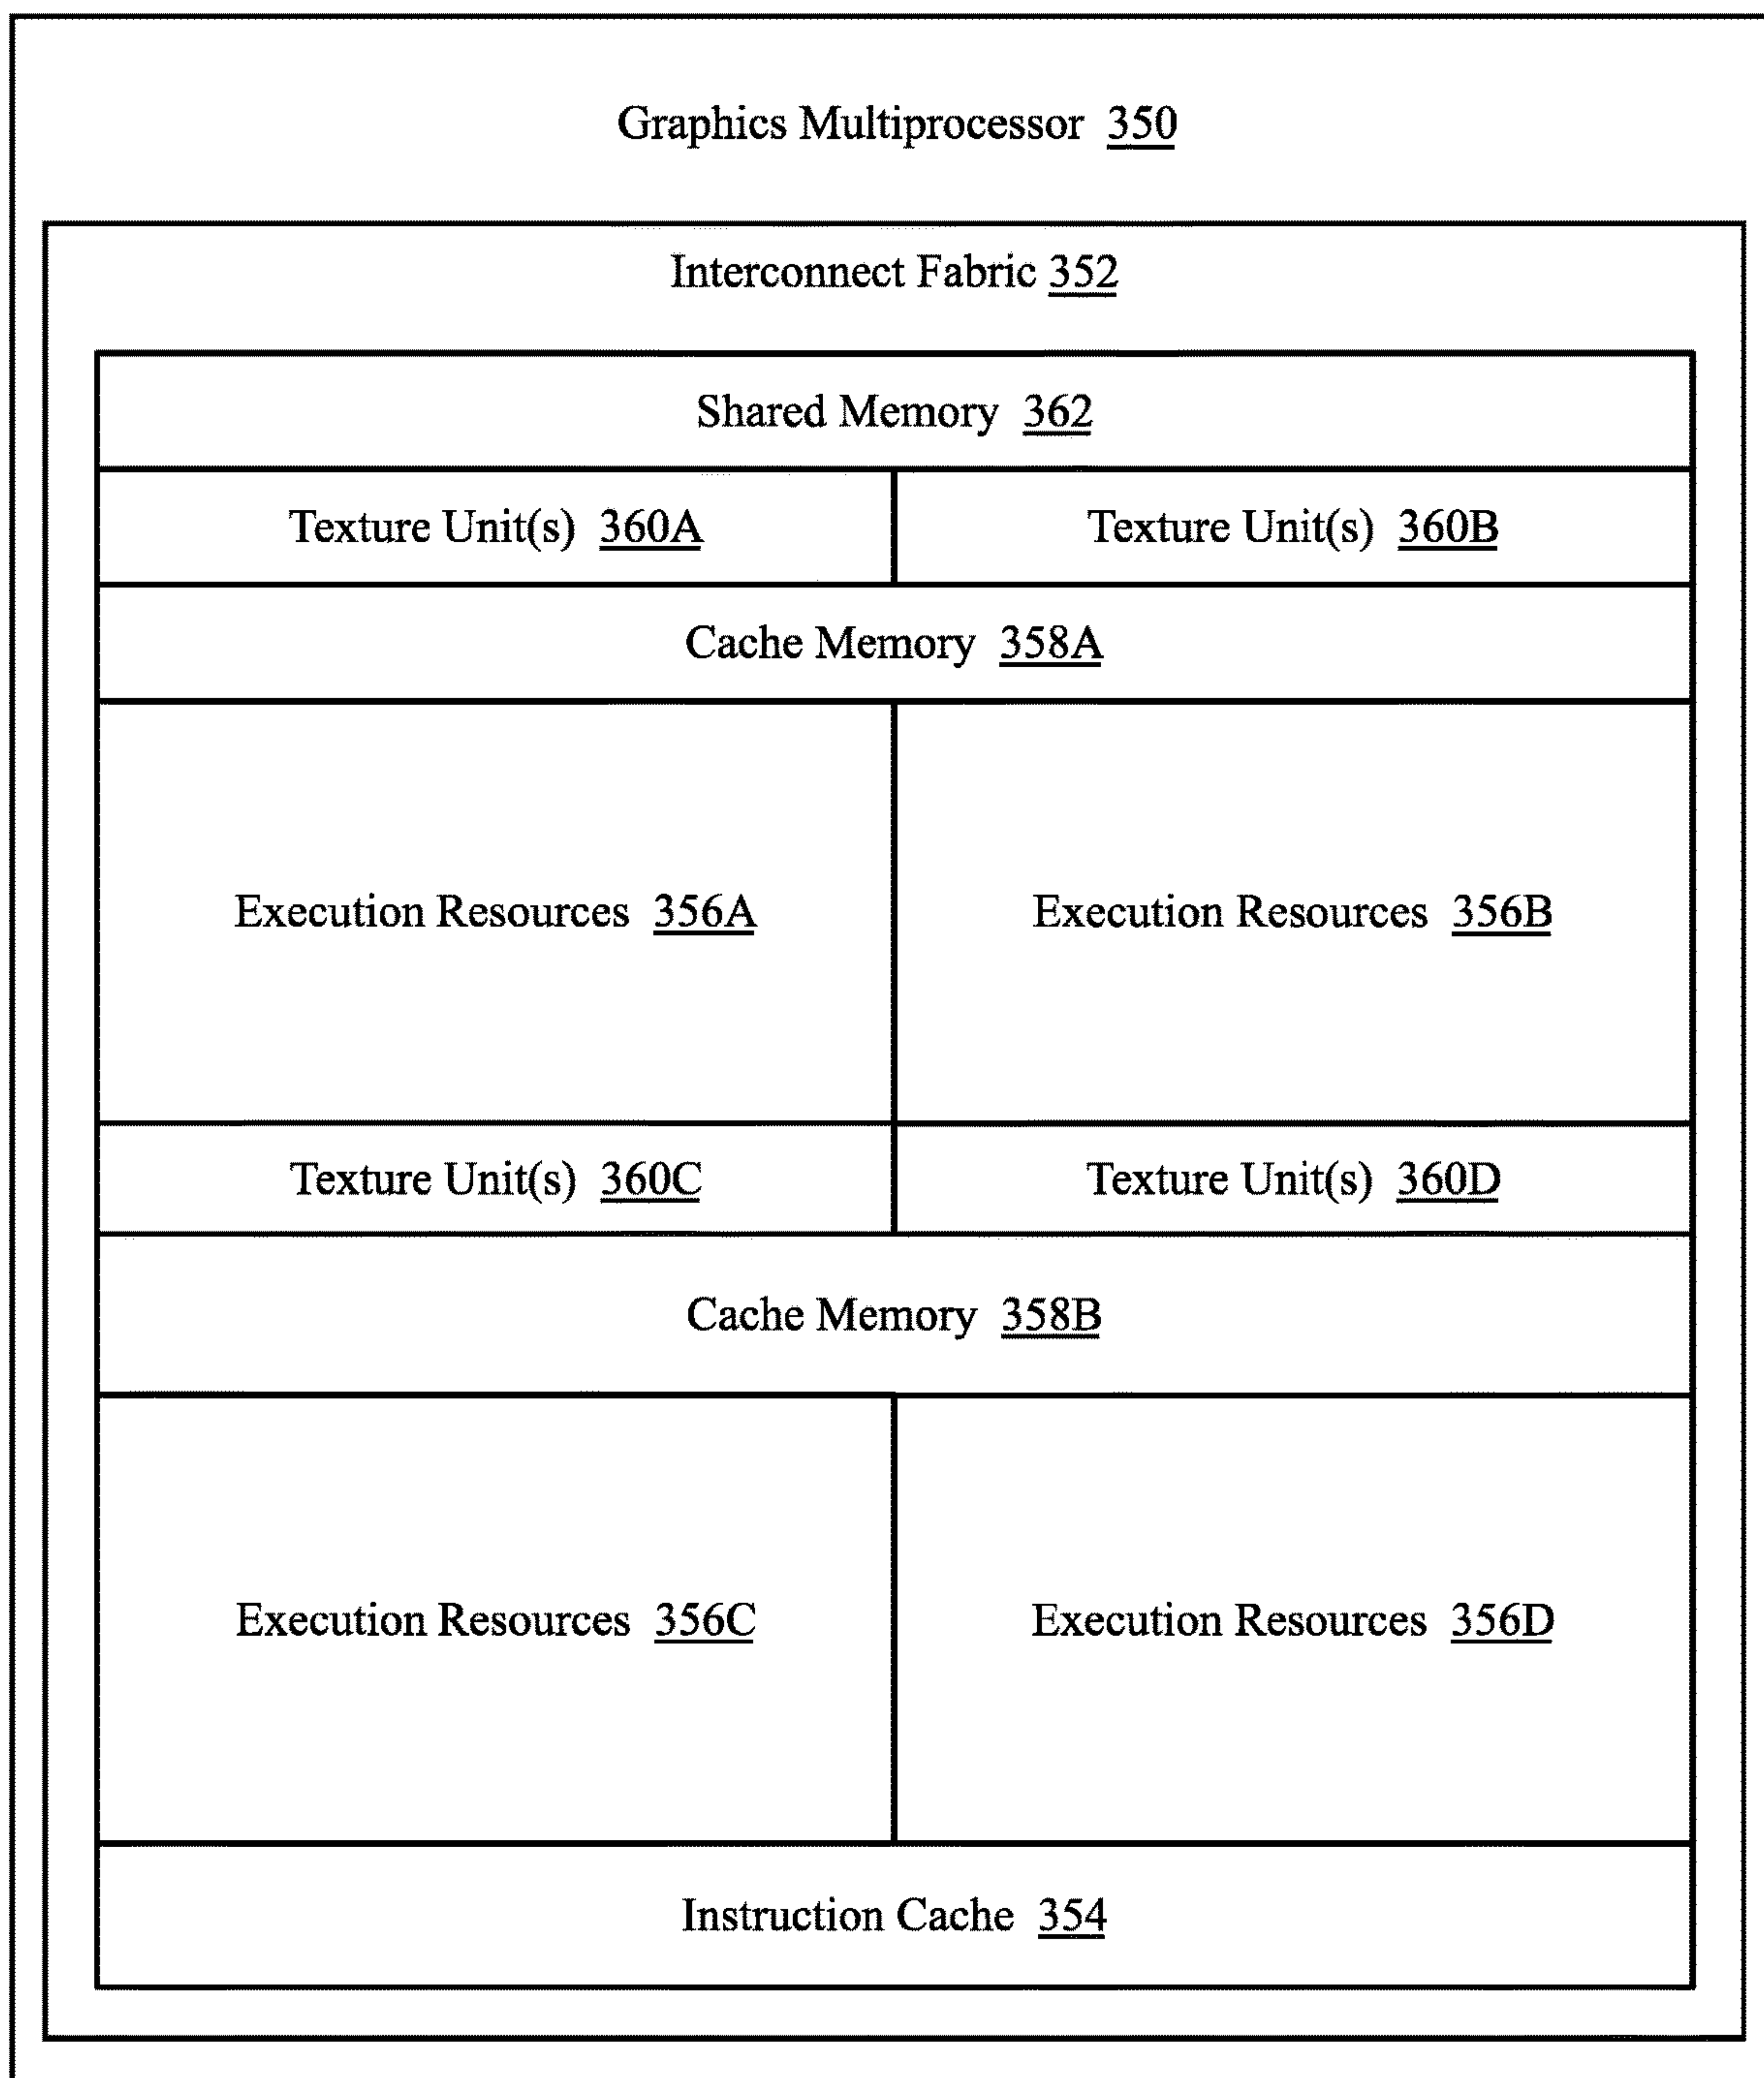 Graphics Multiprocessor 350
Interconnect Fabric 352
Shared Memory 362
Texture Unit(s) 360A
Texture Unit(s) 360B
Cache Memory 358A
Execution Resources 356A
Execution Resources 356B
Texture Unit(s) 360C
Texture Unit(s) 360D
Cache Memory 358B
Execution Resources 356C
Execution Resources 356D
Instruction Cache 354